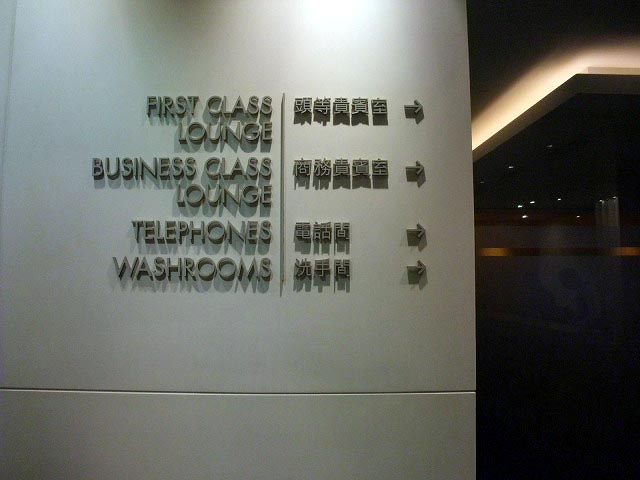 FIRST CLASS
LOUNGE
頭等貴賓室
BUSINESS CLASS
LOUNGE
商務貴賓室
TELEPHONES
電話間
WASHROOMS
洗手間